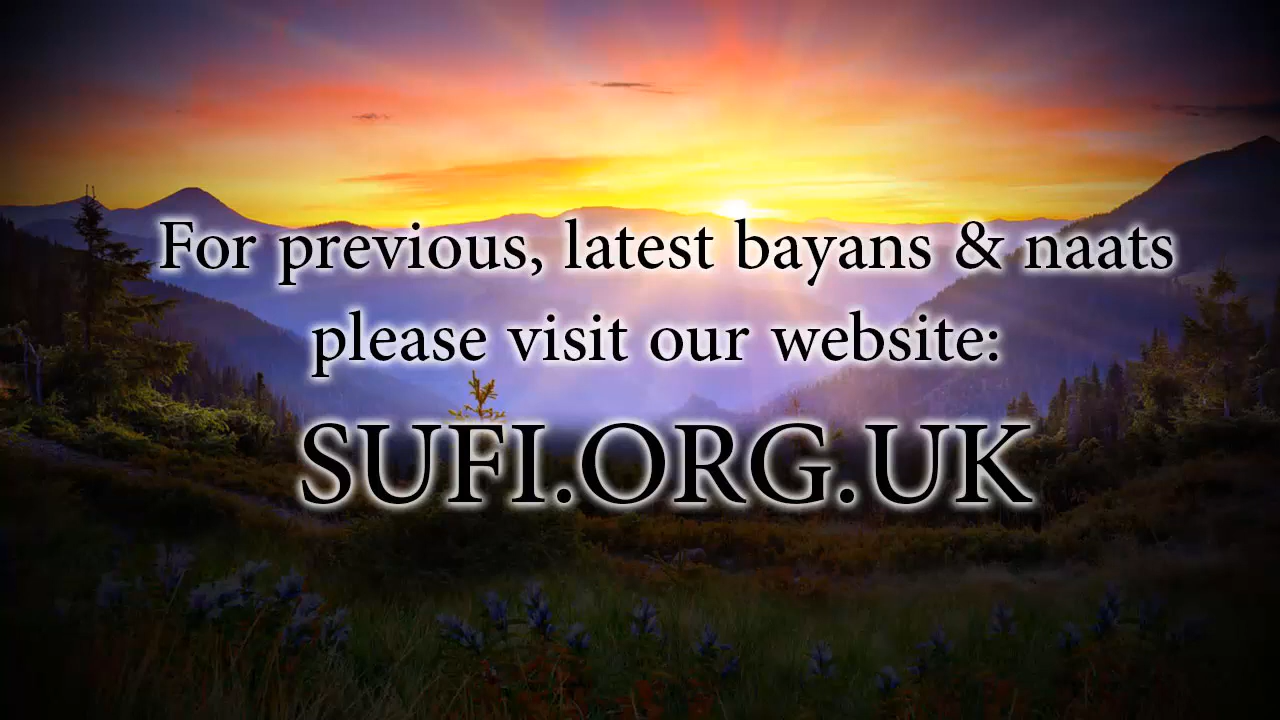 For previous, latest bayans & naats
please visit our website:
SUFI.ORG.UK